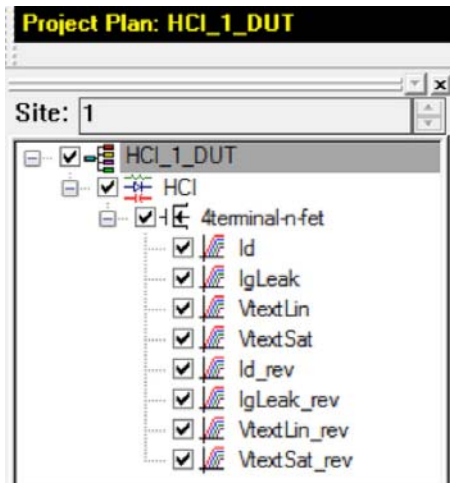 Project Plan: HCI_1_DUT
Site: 1
HCI_1_DUT
HCI
4terminal-n-fet
Id
IgLeak
VtextLin
VtextSat
Id_rev
IgLeak_rev
VtextLin_rev
VtextSat_rev